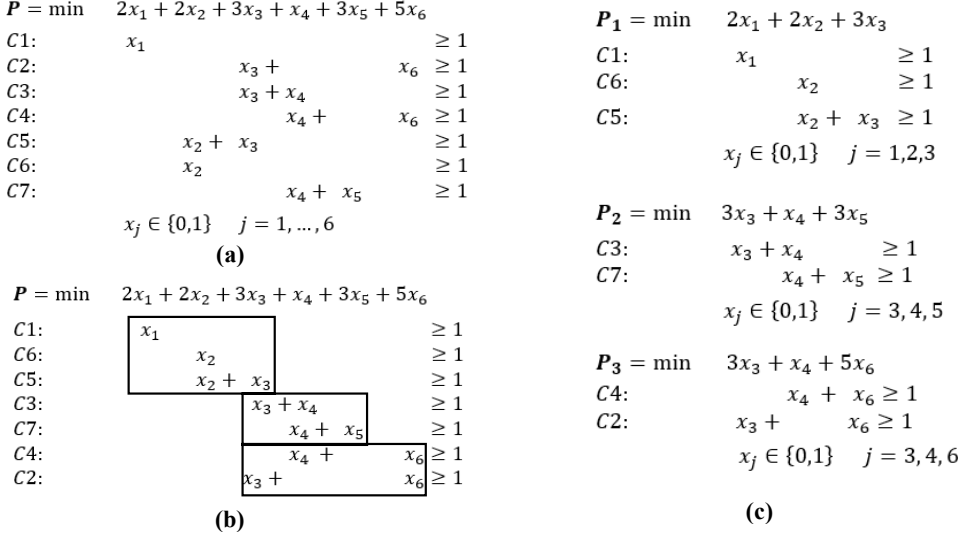 P = min 2x₁ + 2x₂ + 3x₃ + x₄ + 3x₅ + 5x₆
C1: x₁ ≥ 1
C2: x₃ + x₆ ≥ 1
C3: x₃ + x₄ ≥ 1
C4: x₄ + x₆ ≥ 1
C5: x₂ + x₃ ≥ 1
C6: x₂ ≥ 1
C7: x₄ + x₅ ≥ 1
xⱼ ∈ {0,1} j = 1, … , 6
(a)
P = min 2x₁ + 2x₂ + 3x₃ + x₄ + 3x₅ + 5x₆
C1: x₁ ≥ 1
C6: x₂ ≥ 1
C5: x₂ + x₃ ≥ 1
C3: x₃ + x₄ ≥ 1
C7: x₄ + x₅ ≥ 1
C4: x₄ + x₆ ≥ 1
C2: x₃ + x₆ ≥ 1
(b)
P₁ = min 2x₁ + 2x₂ + 3x₃
C1: x₁ ≥ 1
C6: x₂ ≥ 1
C5: x₂ + x₃ ≥ 1
xⱼ ∈ {0,1} j = 1,2,3
P₂ = min 3x₃ + x₄ + 3x₅
C3: x₃ + x₄ ≥ 1
C7: x₄ + x₅ ≥ 1
xⱼ ∈ {0,1} j = 3, 4, 5
P₃ = min 3x₃ + x₄ + 5x₆
C4: x₄ + x₆ ≥ 1
C2: x₃ + x₆ ≥ 1
xⱼ ∈ {0,1} j = 3, 4, 6
(c)